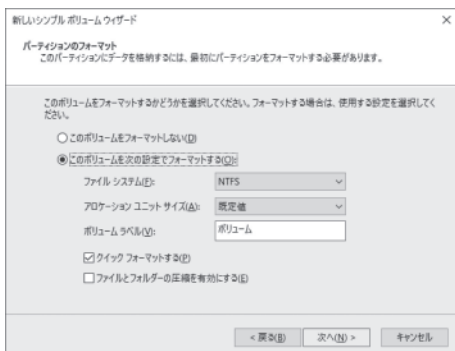 新しいシンプル ボリューム ウィザード
パーティションのフォーマット
このパーティションにデータを格納するには、最初にパーティションをフォーマットする必要があります。
このボリュームをフォーマットするかどうかを選択してください。フォーマットする場合は、使用する設定を選択してく
ださい。
このボリュームをフォーマットしない(D)
このボリュームを次の設定でフォーマットする(O):
ファイル システム(F): NTFS
アロケーション ユニット サイズ(A): 既定値
ボリューム ラベル(V): ボリューム
クイック フォーマットする(P)
ファイルとフォルダーの圧縮を有効にする(E)
< 戻る(B) 次へ(N) > キャンセル